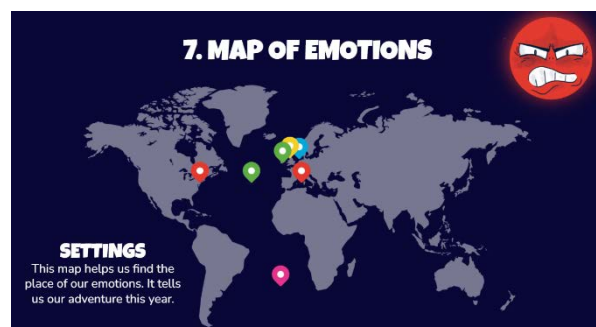 7. MAP OF EMOTIONS
SETTINGS
This map helps us find the
place of our emotions. It tells
us our adventure this year.